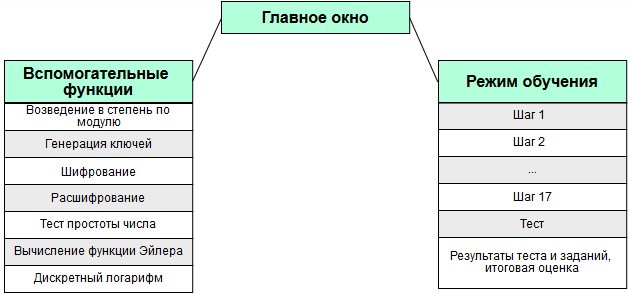 Главное окно
Вспомогательные
функции
Возведение в степень по
модулю
Генерация ключей
Шифрование
Расшифрование
Тест простоты числа
Вычисление функции Эйлера
Дискретный логарифм
Режим обучения
Шаг 1
Шаг 2
...
Шаг 17
Тест
Результаты теста и заданий,
итоговая оценка